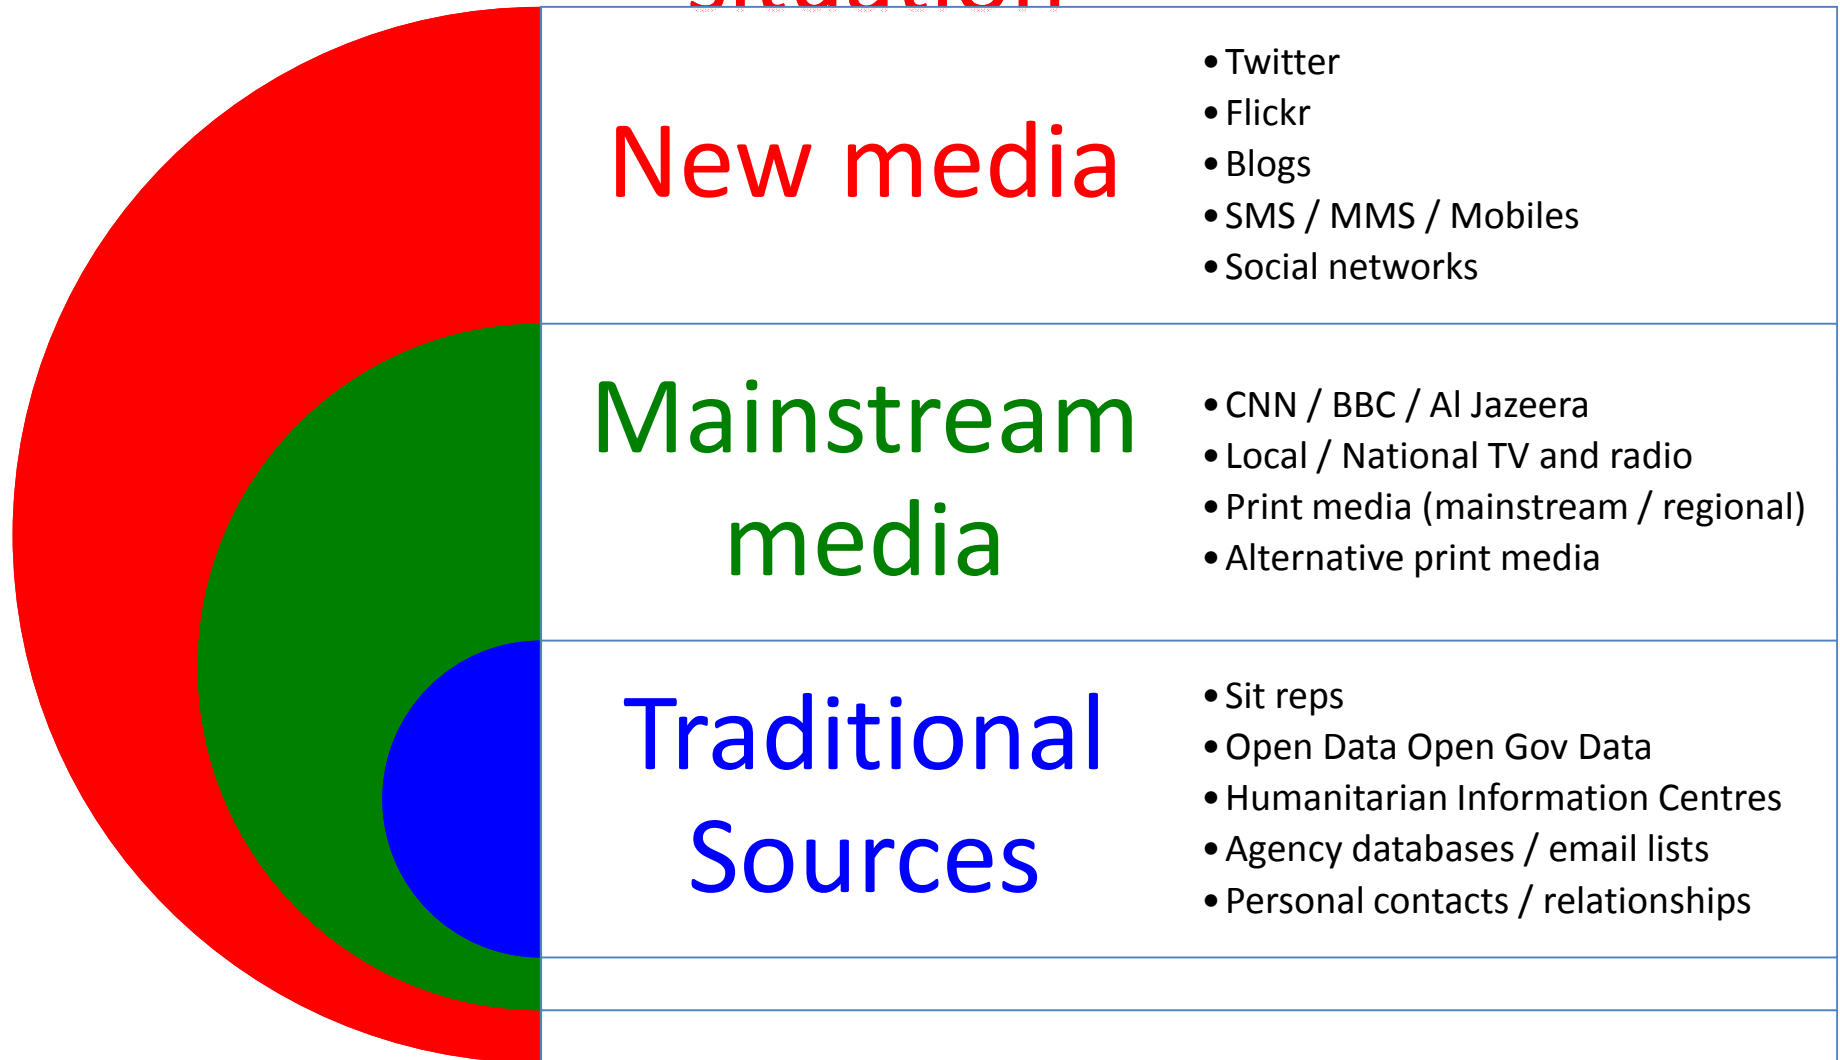 situation
New media
• Twitter
• Flickr
• Blogs
• SMS / MMS / Mobiles
• Social networks
Mainstream
media
• CNN / BBC / Al Jazeera
• Local / National TV and radio
• Print media (mainstream / regional)
• Alternative print media
Traditional
Sources
• Sit reps
• Open Data Open Gov Data
• Humanitarian Information Centres
• Agency databases / email lists
• Personal contacts / relationships